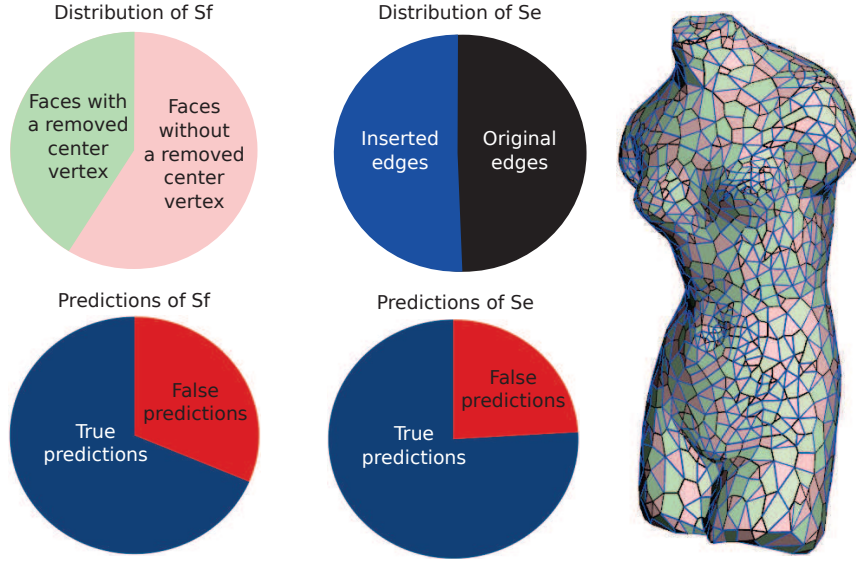 Distribution of Sf
Faces with
a removed
center
vertex
Faces
without
a removed
center
vertex
Distribution of Se
Inserted
edges
Original
edges
Predictions of Sf
False
predictions
True
predictions
Predictions of Se
False
predictions
True
predictions